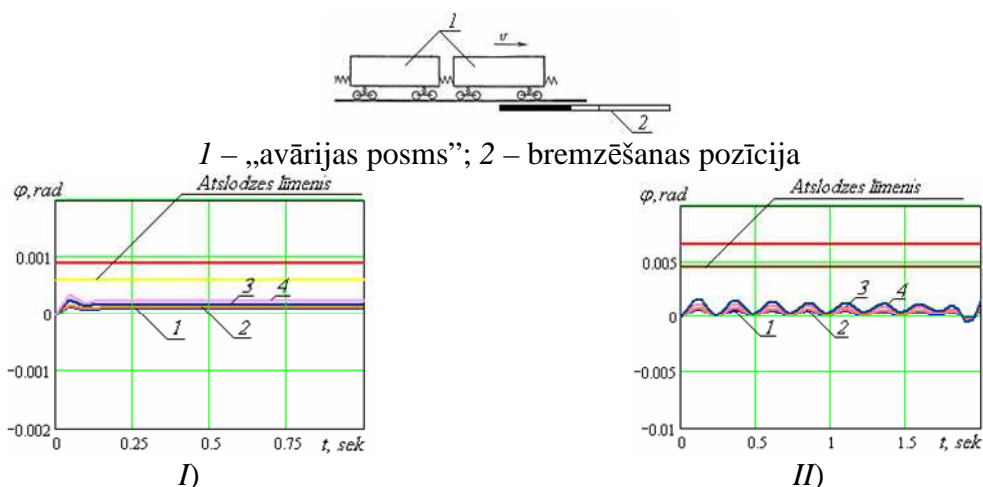 1
v
2
1 – „avārijas posms”; 2 – bremzēšanas pozīcija
φ, rad
Atslodzes līmenis
0.001
0
−0.001
−0.002
3
4
1
2
0
0.25
0.5
0.75
t, sek
I)
φ, rad
Atslodzes līmenis
0.005
0
−0.005
−0.01
3
4
1
2
0
0.5
1
1.5
t, sek
II)